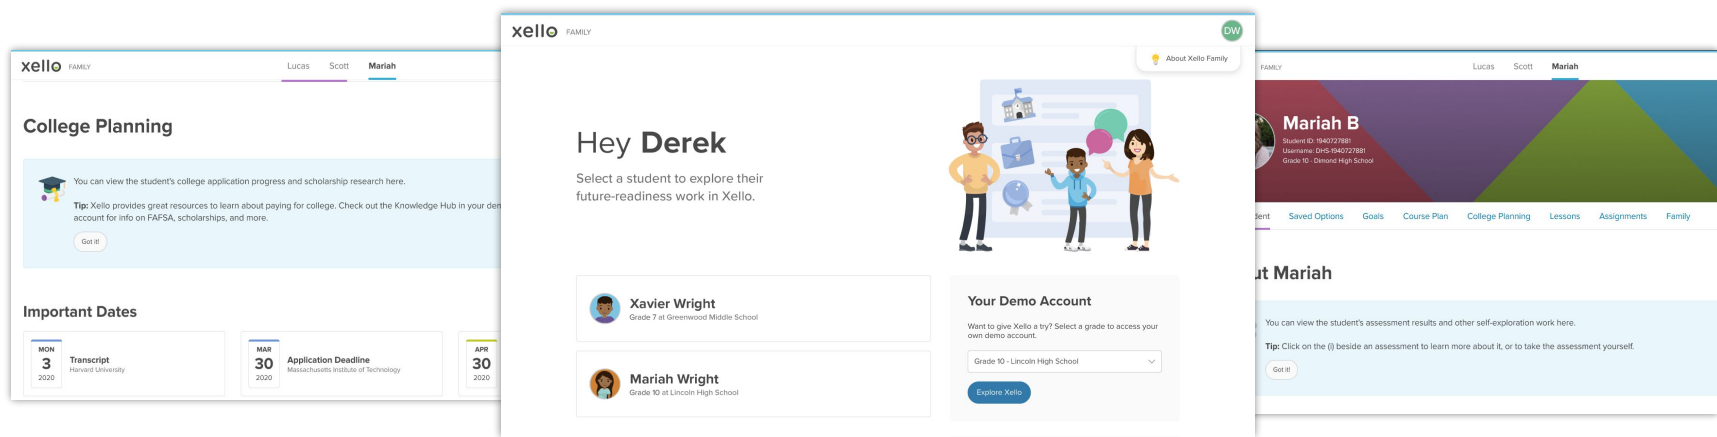 xello FAMILY
Lucas Scott Mariah
College Planning
You can view the student's college application progress and scholarship research here.
Tip: Xello provides great resources to learn about paying for college. Check out the Knowledge Hub in your
account for info on FAFSA, scholarships, and more.
Got it!
Important Dates
MON
3
2020
Transcript
Harvard University
MAR
30
2020
Application Deadline
Massachusetts Institute of Technology
APR
30
2020
xello FAMILY
DW
About Xello Family
Hey Derek
Select a student to explore their
future-readiness work in Xello.
Xavier Wright
Grade 7 at Greenwood Middle School
Mariah Wright
Grade 10 at Lincoln High School
Your Demo Account
Want to give Xello a try? Select a grade to access your
own demo account.
Grade 10 - Lincoln High School
Explore Xello
FAMILY
Lucas Scott Mariah
Mariah B
Student ID: 1940727881
Username: DHS-1940727881
Grade 10 - Dimond High School
Saved Options Goals Course Plan College Planning Lessons Assignments Family
Mariah
You can view the student's assessment results and other self-exploration work here.
Tip: Click on the (i) beside an assessment to learn more about it, or to take the assessment yourself.
Got it!